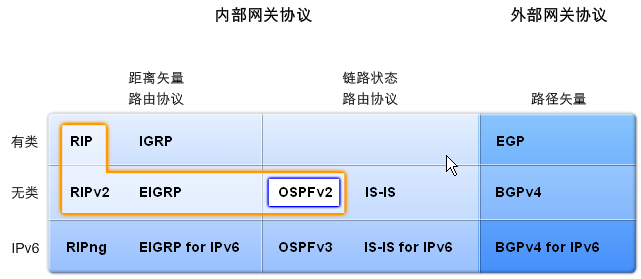 内部网关协议 外部网关协议
距离矢量 链路状态
路由协议 路由协议 路径矢量
有类 RIP IGRP EGP
无类 RIPv2 EIGRP OSPFv2 IS-IS BGPv4
IPv6 RIPng EIGRP for IPv6 OSPFv3 IS-IS for IPv6 BGPv4 for IPv6